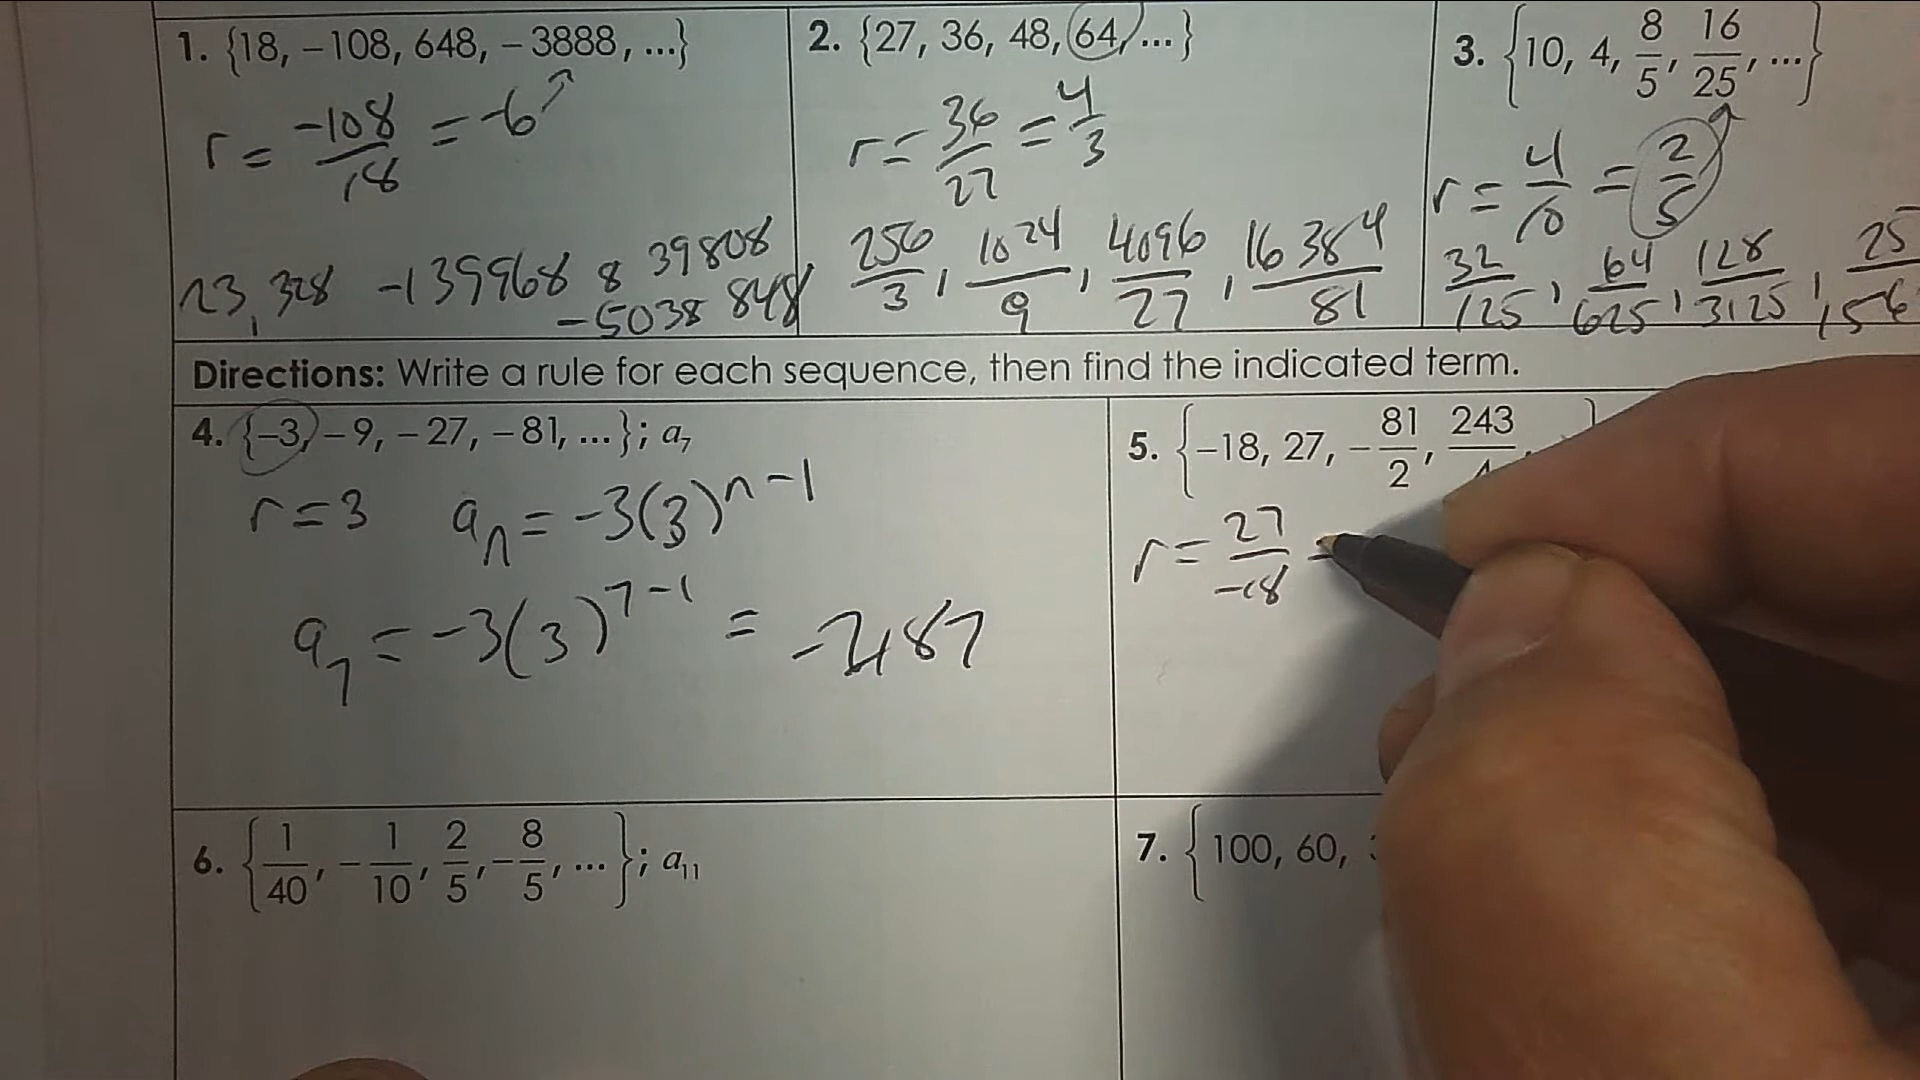 1. {18, −108, 648, −3888, ...}
r = -108/18 = -6
23,328 -139968 839808
-5038848
2. {27, 36, 48, 64, ...}
r = 36/27 = 4/3
256/3, 1024/9, 4096/27, 16384/81
3. {10, 4, 8/5, 16/25, ...}
r = 4/10 = 2/5
32/125, 64/625, 128/3125,
Directions: Write a rule for each sequence, then find the indicated term.
4. {−3, −9, −27, −81, ...}; a₇
r = 3 aₙ = -3(3)ⁿ⁻¹
a₇ = -3(3)⁷⁻¹ = -2187
5. {−18, 27, −81/2, 243/4,
r = 27/-18
6. {1/40, −1/10, 2/5, −8/5, ...}; a₁₁
7. {100, 60,